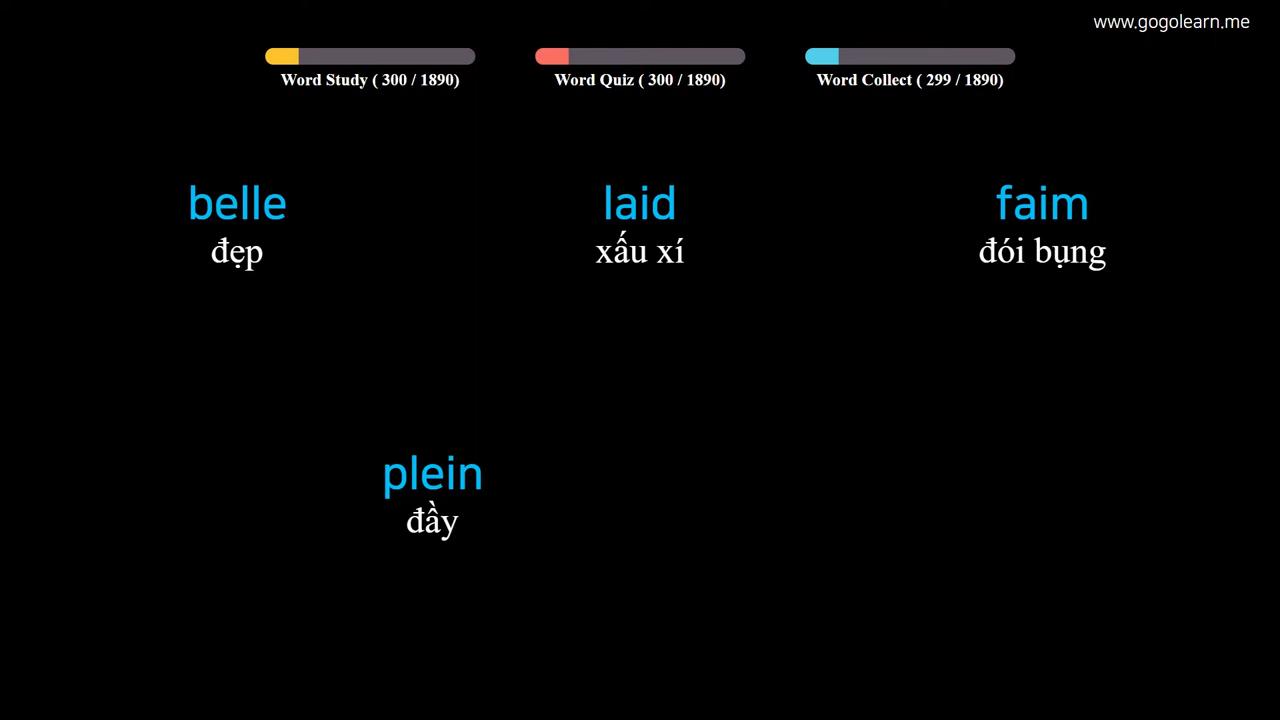 www.gogolearn.me
Word Study ( 300 / 1890)
Word Quiz ( 300 / 1890)
Word Collect ( 299 / 1890)
belle
đẹp
laid
xấu xí
faim
đói bụng
plein
đầy